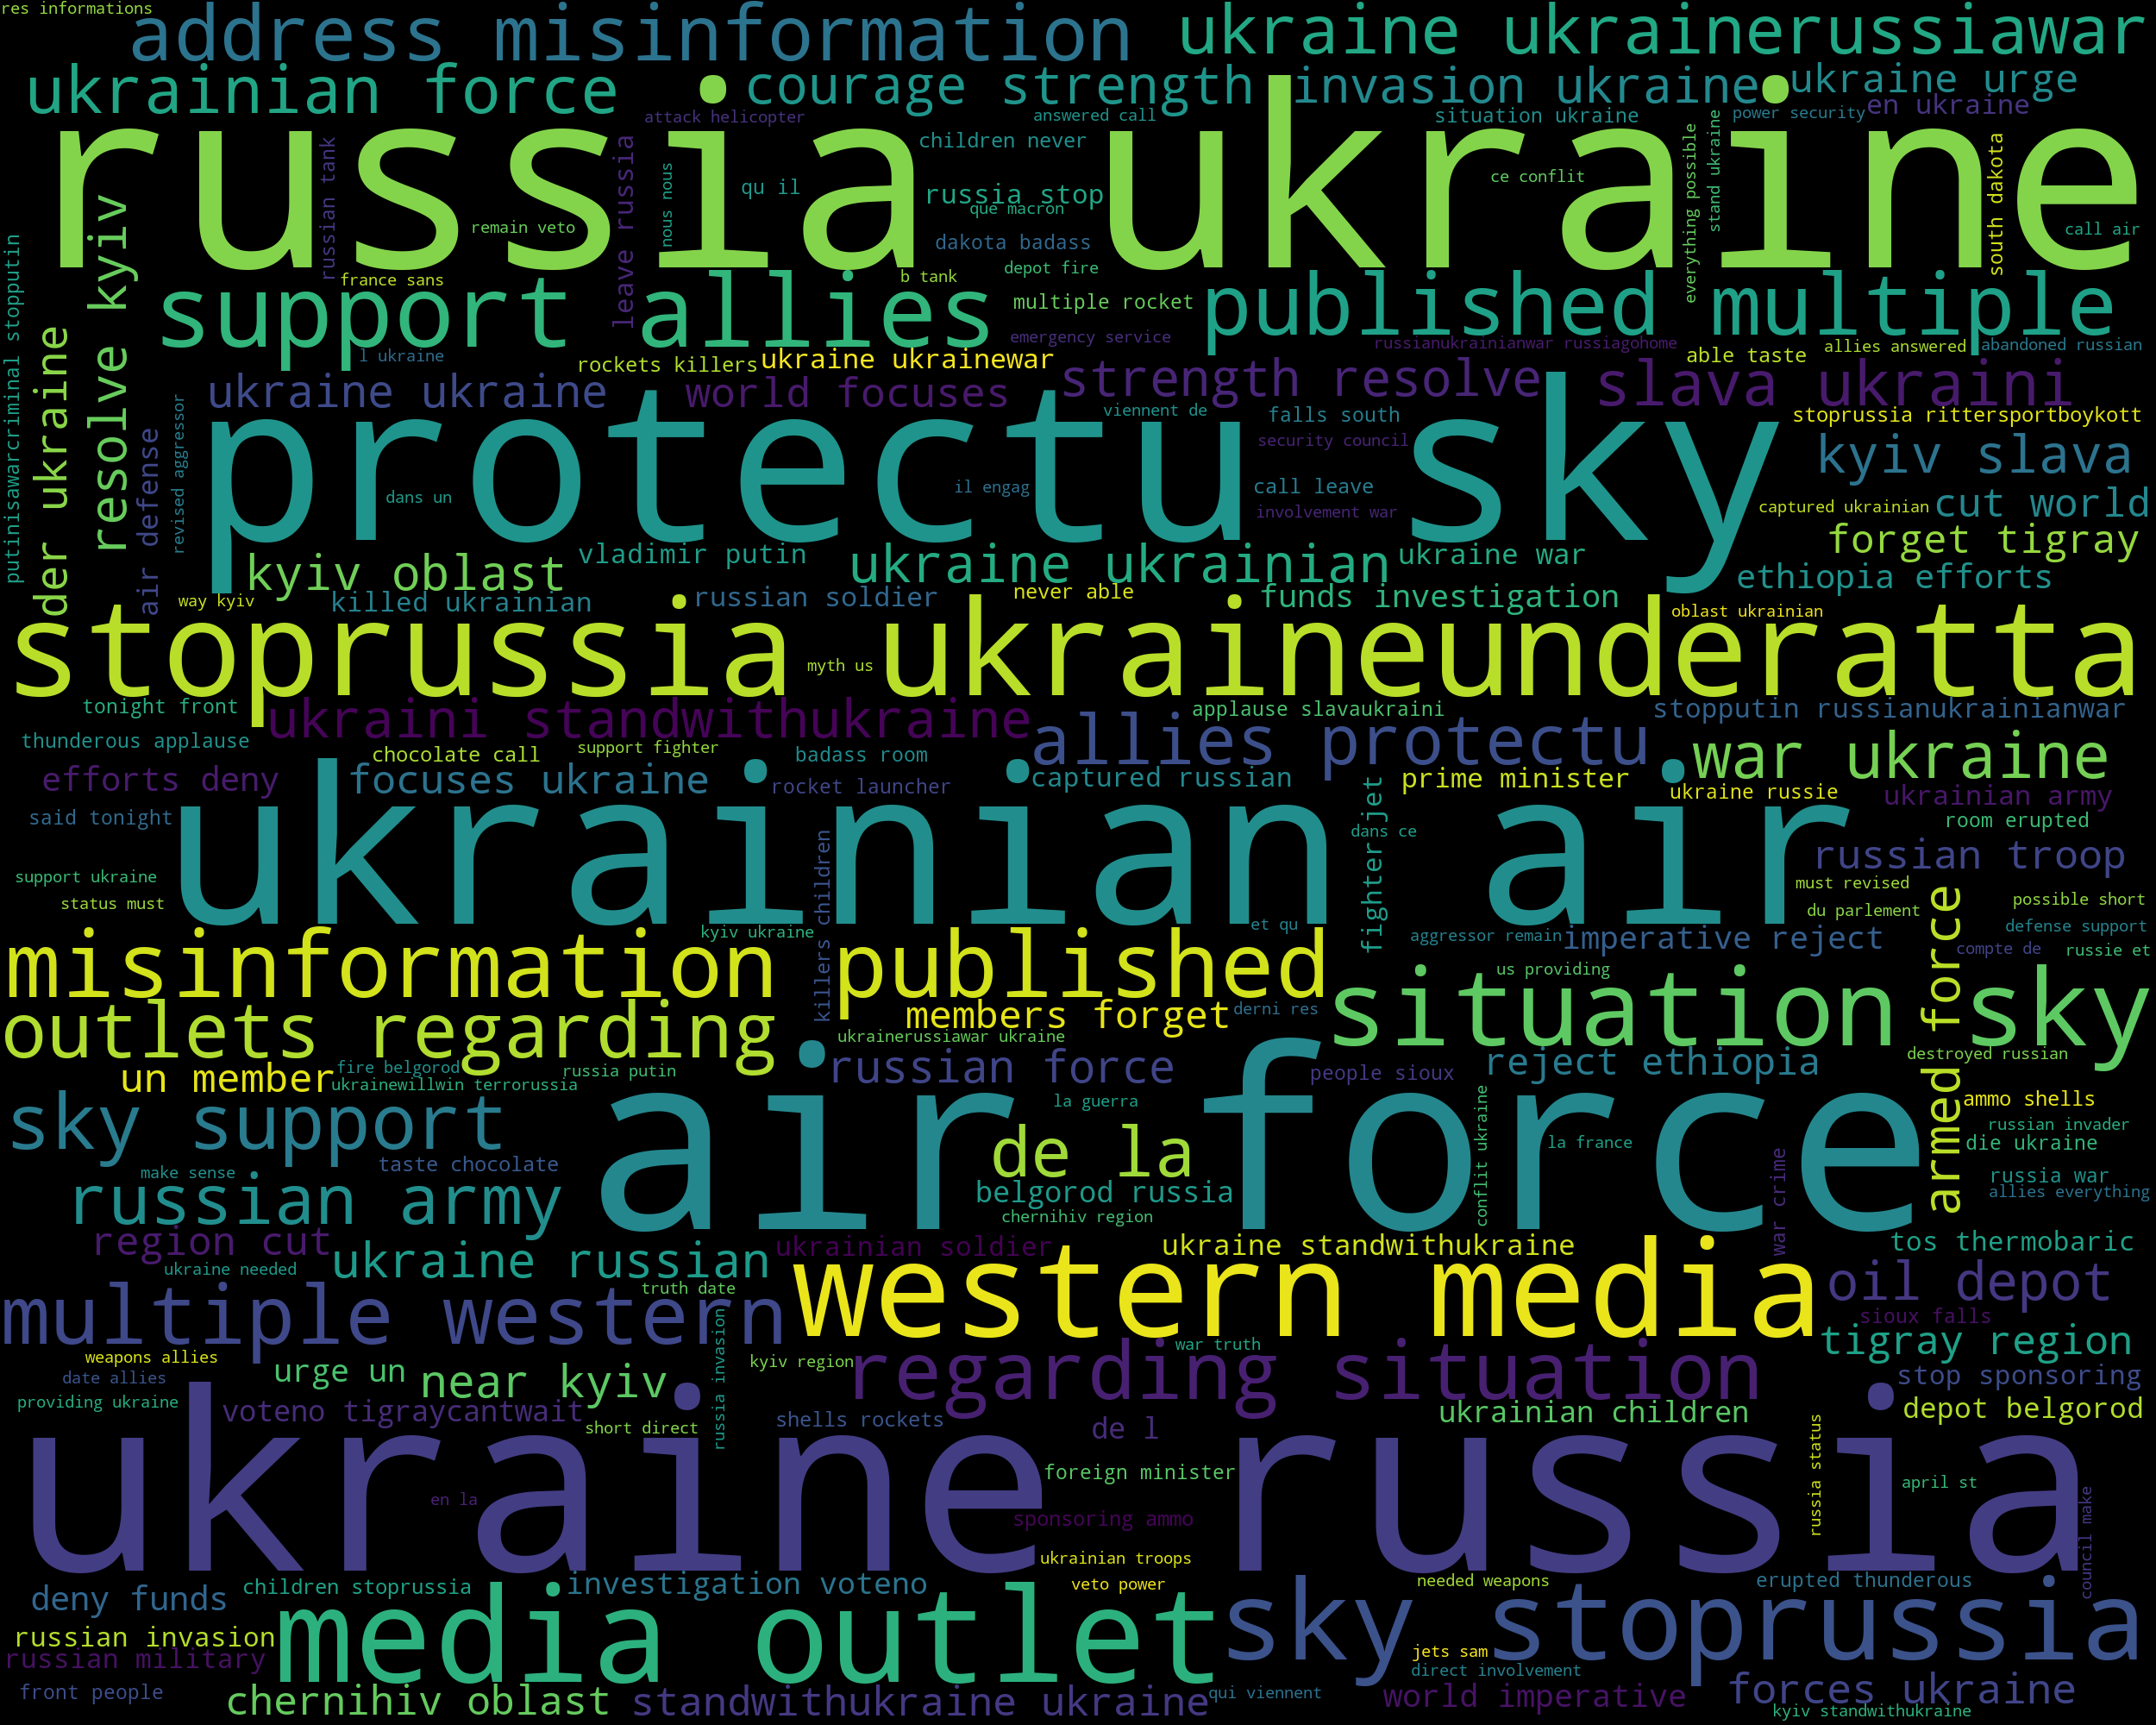 res informations
address misinformation
ukraine ukrainerussiawar
ukrainian force
courage strength
invasion ukraine
ukraine urge
en ukraine
attack helicopter
answered call
situation ukraine
power security
russia ukraine
russian tank
leave russia
children never
qu il
nous nous
russia stop
que macron
ce conflit
everything possible
stand ukraine
south dakota
remain veto
dakota badass
call air
resolve kyiv
putinisawarcriminal stopputin
france sans
b tank
depot fire
support allies
multiple rocket
published multiple
emergency service
russianukrainianwar russiagohome
able taste
allies answered
abandoned russian
der ukraine
l ukraine
rockets killers
ukraine ukrainewar
ukraine ukraine
world focuses
strength resolve
slava ukraini
air defense
revised aggressor
protectu sky
viennent de
falls south
stoprussia rittersportboykott
security council
kyiv slava
dans un
il engag
call leave
involvement war
captured ukrainian
cut world
forget tigray
kyiv oblast
vladimir putin
ukraine ukrainian
ukraine war
ethiopia efforts
way kyiv
killed ukrainian
russian soldier
never able
funds investigation
oblast ukrainian
stoprussia ukraineunderatta
myth us
tonight front
ukraini standwithukraine
applause slavaukraini
stopputin russianukrainianwar
thunderous applause
chocolate call
support fighter
badass room
allies protectu
war ukraine
efforts deny
focuses ukraine
rocket launcher
captured russian
prime minister
ukraine russie
ukrainian army
said tonight
fighter jet
dans ce
room erupted
ukrainian air
killers children
russian troop
support ukraine
must revised
status must
du parlement
possible short
kyiv ukraine
et qu
aggressor remain
imperative reject
defense support
compte de
russie et
misinformation published
us providing
situation sky
armed force
members forget
derni res
outlets regarding
ukrainerussiawar ukraine
russian force
reject ethiopia
destroyed russian
un member
fire belgorod
russia putin
people sioux
ukrainewillwin terrorussia
la guerra
conflit ukraine
ammo shells
sky support
air force
de la
la france
russian invader
die ukraine
make sense
taste chocolate
war crime
russia war
russian army
belgorod russia
allies everything
chernihiv region
region cut
ukraine russian
ukrainian soldier
ukraine standwithukraine
tos thermobaric
ukraine needed
truth date
oil depot
multiple western
western media
sioux falls
russia invasion
war truth
tigray region
weapons allies
kyiv region
date allies
urge un
near kyiv
regarding situation
stop sponsoring
providing ukraine
voteno tigraycantwait
short direct
shells rockets
de l
ukrainian children
depot belgorod
russia status
foreign minister
ukraine russia
en la
april st
council make
sponsoring ammo
ukrainian troops
deny funds
children stoprussia
investigation voteno
veto power
needed weapons
erupted thunderous
russian invasion
media outlet
sky stoprussia
russian military
jets sam
direct involvement
front people
chernihiv oblast
standwithukraine ukraine
qui viennent
world imperative
forces ukraine
kyiv standwithukraine